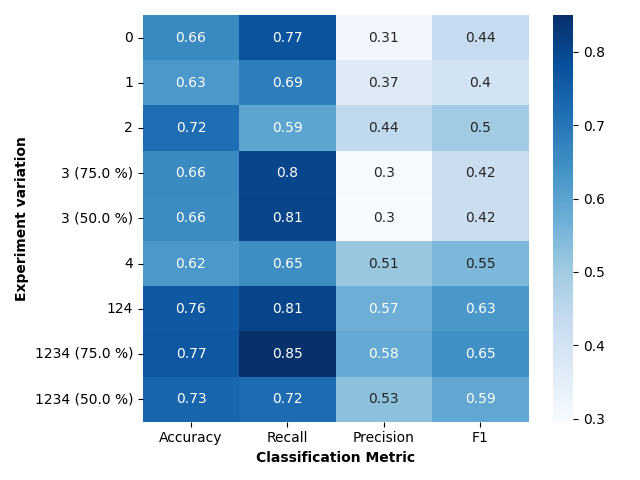 0 0.66 0.77 0.31 0.44
1 0.63 0.69 0.37 0.4
2 0.72 0.59 0.44 0.5
3 (75.0 %) 0.66 0.8 0.3 0.42
3 (50.0 %) 0.66 0.81 0.3 0.42
4 0.62 0.65 0.51 0.55
124 0.76 0.81 0.57 0.63
1234 (75.0 %) 0.77 0.85 0.58 0.65
1234 (50.0 %) 0.73 0.72 0.53 0.59
Accuracy Recall Precision F1
Classification Metric
Experiment variation
0.8
0.7
0.6
0.5
0.4
0.3